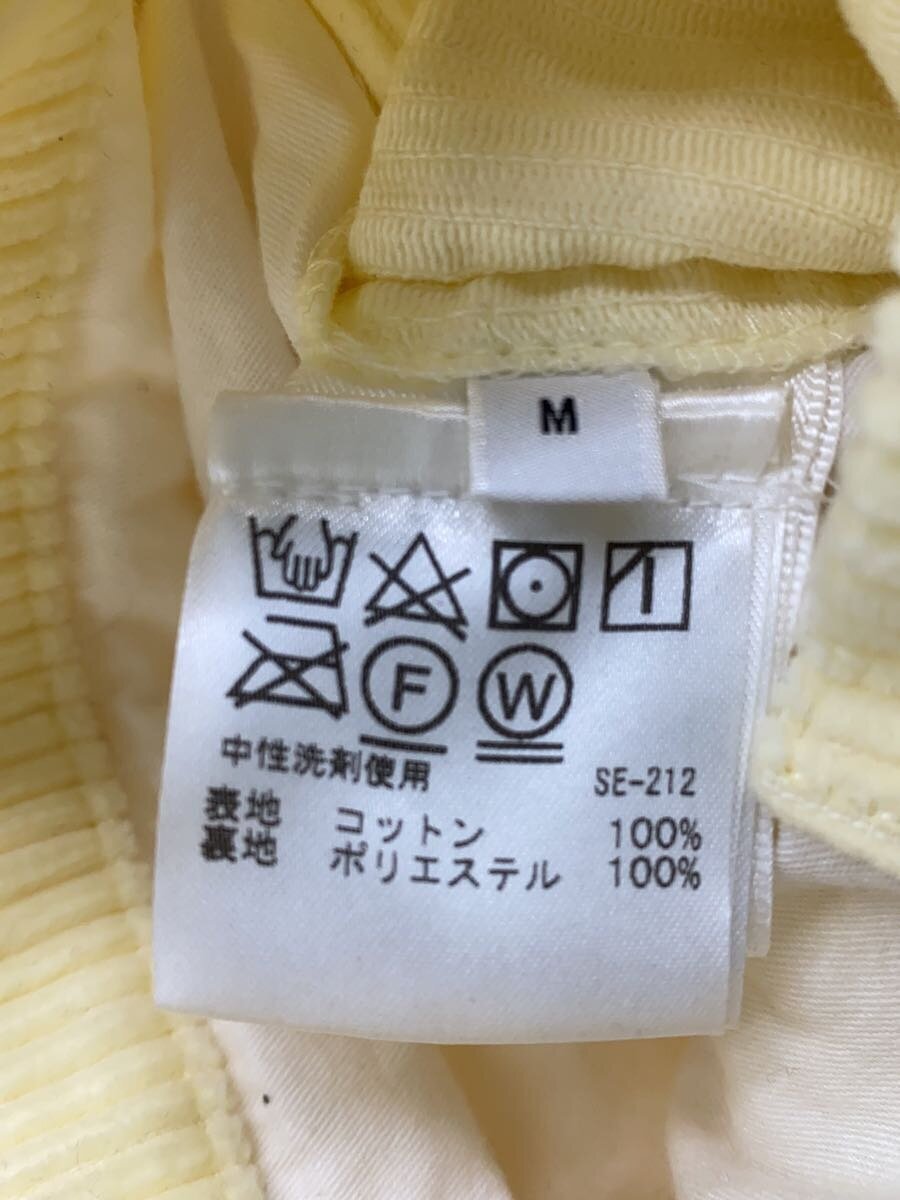 M
F W
中性洗剤使用
SE-212
表地 コットン 100%
裏地 ポリエステル 100%